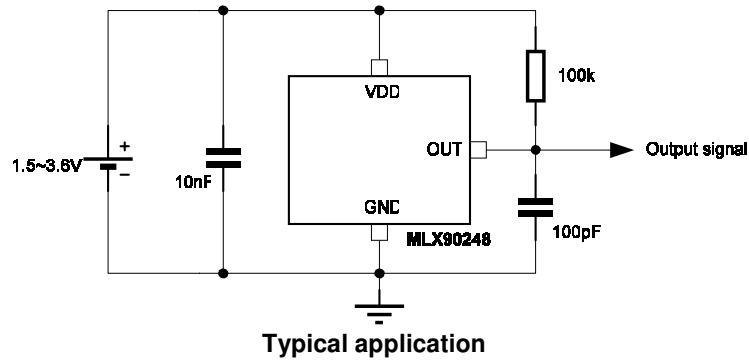 100k
VDD
+
OUT
Output signal
1.5~3.6V
−
10nF
GND
MLX90248
100pF
Typical application